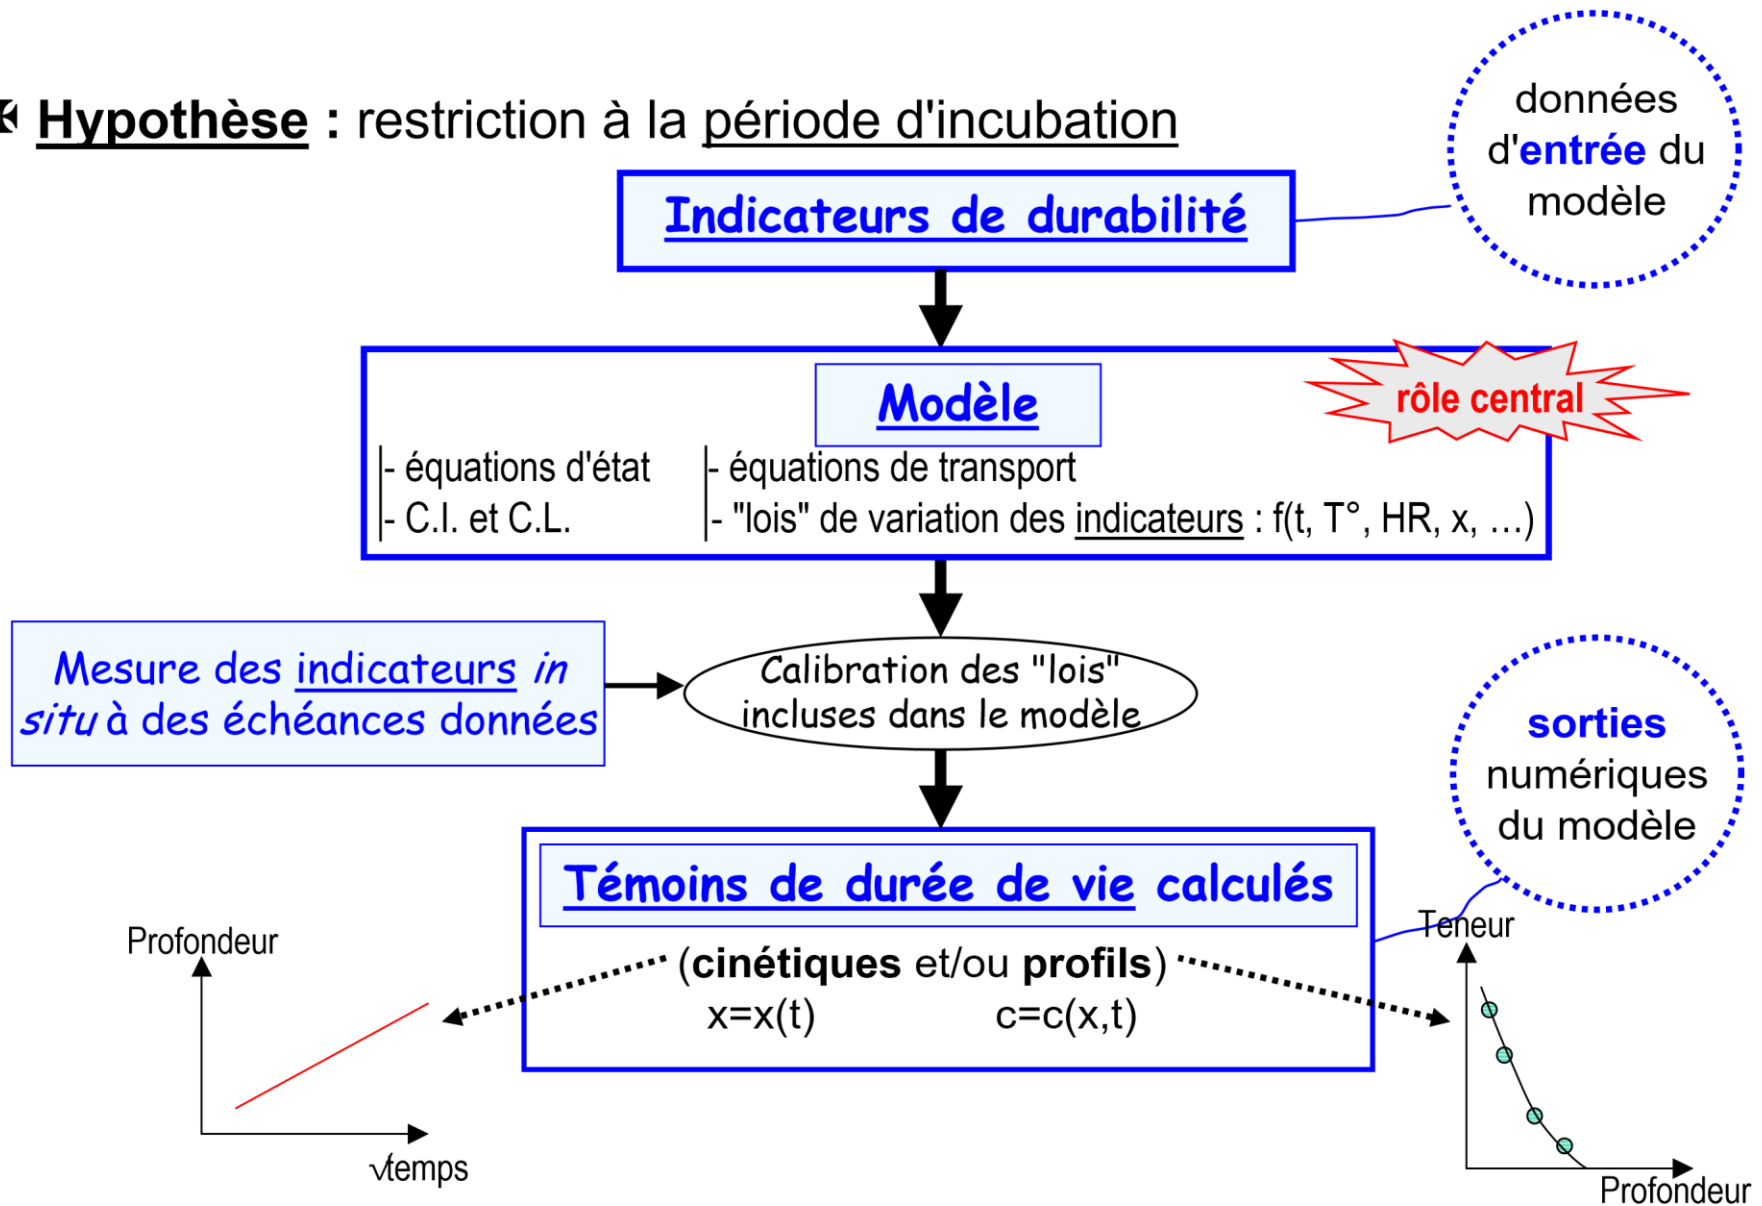 Hypothèse : restriction à la période d'incubation
données
d'entrée du
modèle
Indicateurs de durabilité
Modèle
rôle central
- équations d'état
- C.I. et C.L.
- équations de transport
- "lois" de variation des indicateurs : f(t, T°, HR, x, …)
Mesure des indicateurs in
situ à des échéances données
Calibration des "lois"
incluses dans le modèle
sorties
numériques
du modèle
Témoins de durée de vie calculés
(cinétiques et/ou profils)
x=x(t) c=c(x,t)
Profondeur
√temps
Teneur
Profondeur